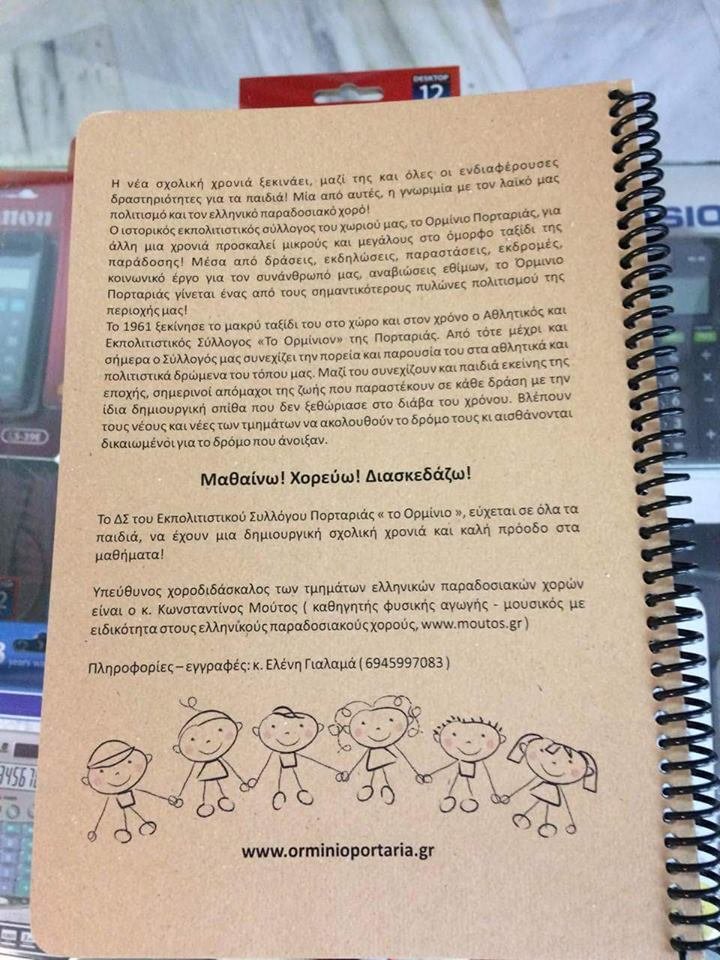 DESKTOP
12
Η νέα σχολική χρονιά ξεκινάει, μαζί της και όλες οι ενδιαφέρουσες
δραστηριότητες για τα παιδιά! Μία από αυτές, η γνωριμία με τον λαϊκό μας
πολιτισμό και τον ελληνικό παραδοσιακό χορό!
Ο ιστορικός εκπολιτιστικός σύλλογος του χωριού μας, το Ορμίνιο Πορταριάς, για
άλλη μια χρονιά προσκαλεί μικρούς και μεγάλους στο όμορφο ταξίδι της
παράδοσης! Μέσα από δράσεις, εκδηλώσεις, παραστάσεις, εκδρομές,
κοινωνικό έργο για τον συνάνθρωπό μας, αναβιώσεις εθίμων, το Όρμινιο
Πορταριάς γίνεται ένας από τους σημαντικότερους πυλώνες πολιτισμού της
περιοχής μας!
Το 1961 ξεκίνησε το μακρύ ταξίδι του στο χώρο και στον χρόνο ο Αθλητικός και
Εκπολιτιστικός Σύλλογος «Το Ορμίνιον» της Πορταριάς. Από τότε μέχρι και
σήμερα ο Σύλλογός μας συνεχίζει την πορεία και παρουσία του στα αθλητικά και
πολιτιστικά δρώμενα του τόπου μας. Μαζί του συνεχίζουν και παιδιά εκείνης της
εποχής, σημερινοί απόμαχοι της ζωής που παραστέκουν σε κάθε δράση με την
ίδια δημιουργική σπίθα που δεν ξεθώριασε στο διάβα του χρόνου. Βλέπουν
τους νέους και νέες των τμημάτων να ακολουθούν το δρόμο τους κι αισθάνονται
δικαιωμένοι για το δρόμο που άνοιξαν.
Μαθαίνω! Χορεύω! Διασκεδάζω!
Το ΔΣ του Εκπολιτιστικού Συλλόγου Πορταριάς « το Ορμίνιο », εύχεται σε όλα τα
παιδιά, να έχουν μια δημιουργική σχολική χρονιά και καλή πρόοδο στα
μαθήματα!
Υπεύθυνος χοροδιδάσκαλος των τμημάτων ελληνικών παραδοσιακών χορών
είναι ο κ. Κωνσταντίνος Μούτος ( καθηγητής φυσικής αγωγής - μουσικός με
ειδικότητα στους ελληνικούς παραδοσιακούς χορούς, www.moutos.gr )
Πληροφορίες – εγγραφές: κ. Ελένη Γιαλαμά ( 6945997083 )
www.orminioportaria.gr